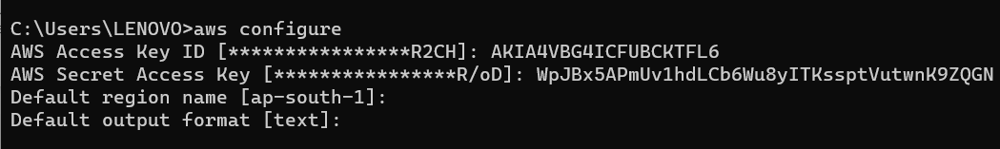 C:\Users\LENOVO>aws configure
AWS Access Key ID [****************R2CH]: AKIA4VBG4ICFUBCKTFL6
AWS Secret Access Key [****************R/oD]: 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
Default region name [ap-south-1]:
Default output format [text]: